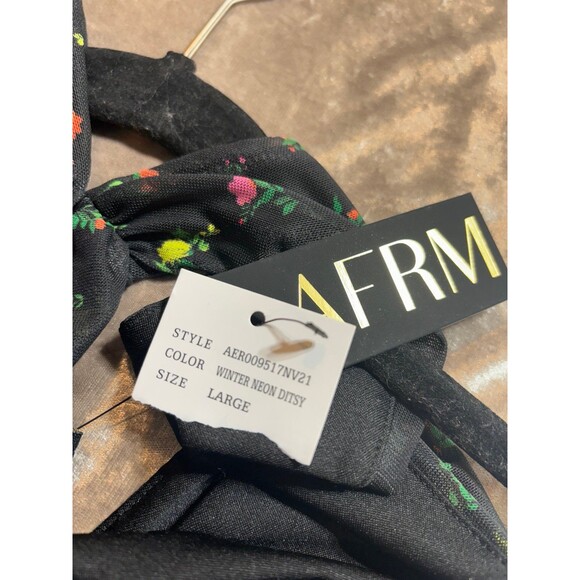 AFRM
STYLE AER009517NV21
COLOR WINTER NEON DITSY
SIZE LARGE